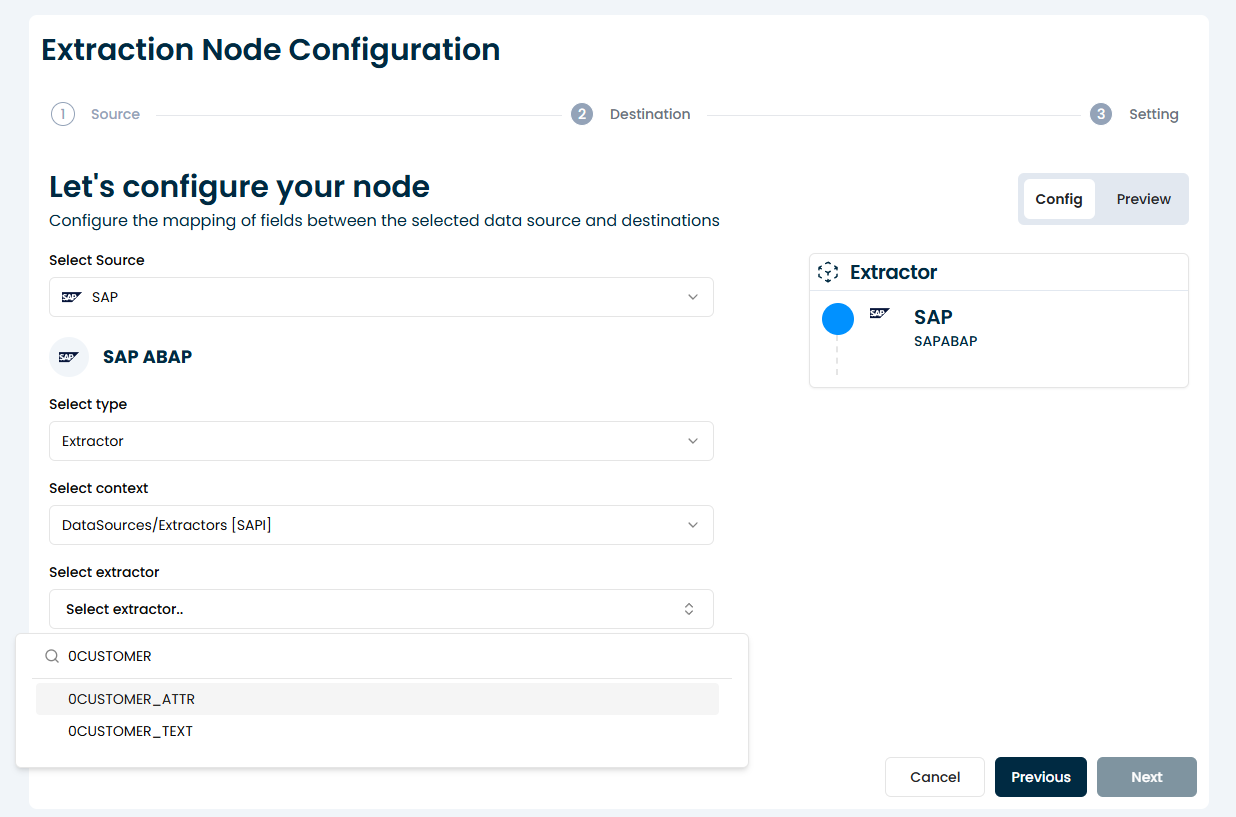 Extraction Node Configuration
1 Source 2 Destination 3 Setting
Let's configure your node
Configure the mapping of fields between the selected data source and destinations
Config Preview
Select Source
SAP SAP
SAP SAP ABAP
Select type
Extractor
Select context
DataSources/Extractors [SAPI]
Select extractor
Select extractor..
0CUSTOMER
0CUSTOMER_ATTR
0CUSTOMER_TEXT
Extractor
SAP SAP
SAPABAP
Cancel Previous Next